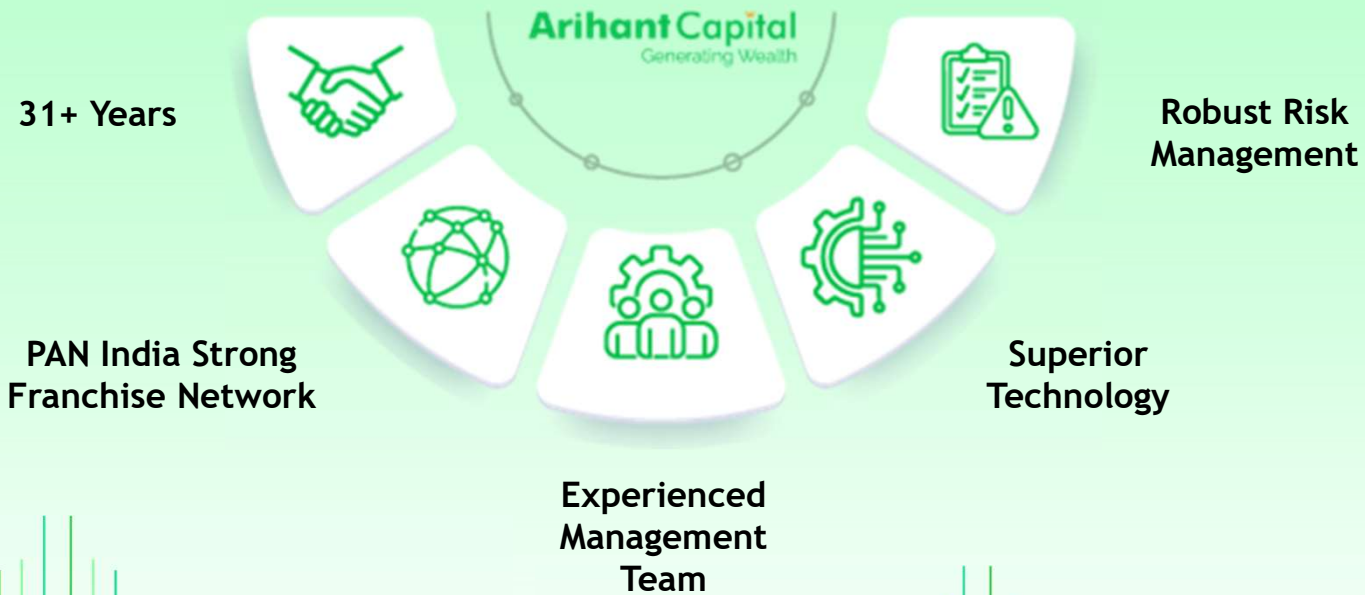 Arihant Capital
Generating Wealth
31+ Years
Robust Risk
Management
PAN India Strong
Franchise Network
Superior
Technology
Experienced
Management
Team